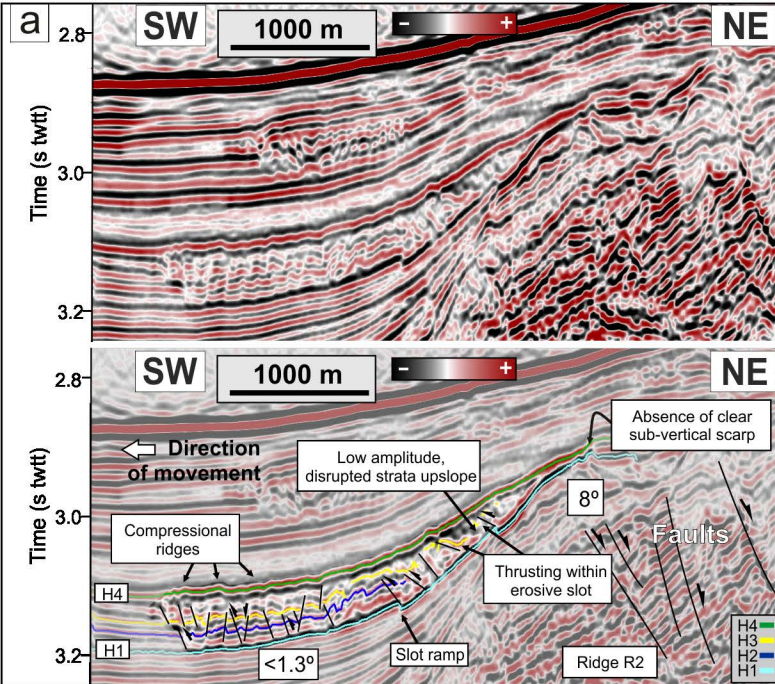 a
SW
1000 m
- +
NE
2.8
3.0
3.2
Time (s twtt)
SW
1000 m
- +
NE
2.8
3.0
3.2
Time (s twtt)
Direction
of movement
Absence of clear
sub-vertical scarp
Low amplitude,
disrupted strata upslope
8º
Compressional
ridges
Faults
Thrusting within
erosive slot
H4
H1
<1.3º
Slot ramp
Ridge R2
H4
H3
H2
H1